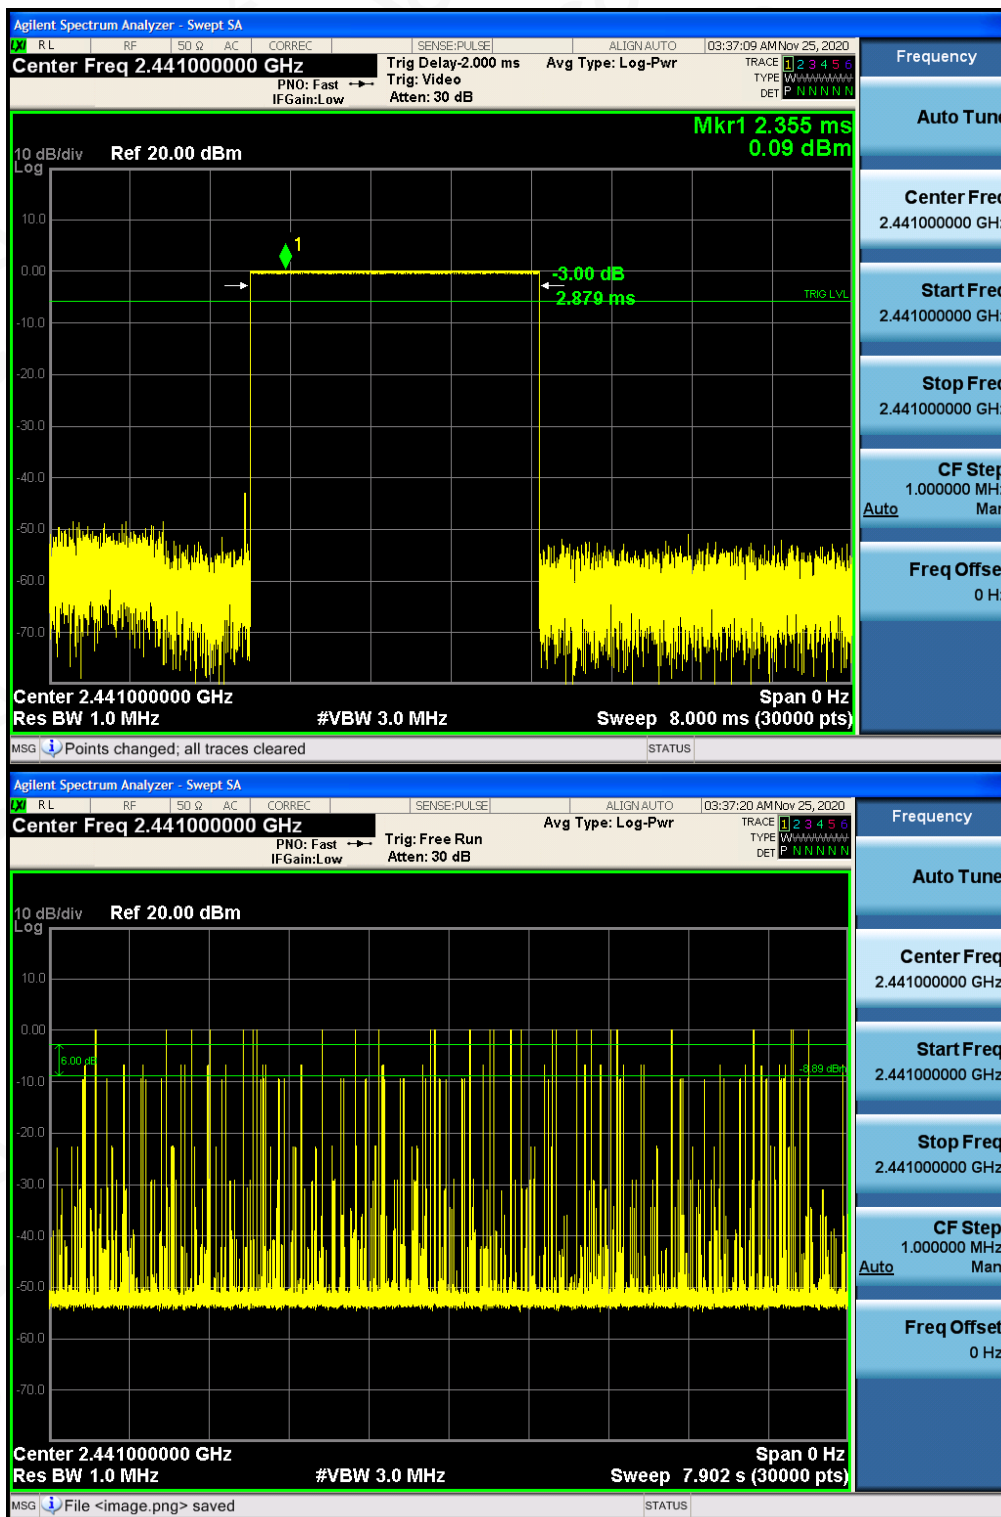 Agilent Spectrum Analyzer - Swept SA
LXI RL RF 50 Ω AC CORREC SENSE:PULSE ALIGN AUTO 03:37:09 AM Nov 25, 2020
Center Freq 2.441000000 GHz
PNO: Fast
IFGain:Low
Trig Delay-2.000 ms
Trig: Video
Atten: 30 dB
Avg Type: Log-Pwr
TRACE 1 2 3 4 5 6
TYPE WWWWWW
DET P N N N N N
Mkr1 2.355 ms
0.09 dBm
10 dB/div Ref 20.00 dBm
Log
10.0
0.00
-10.0
-20.0
-30.0
-40.0
-50.0
-60.0
-70.0
1
-3.00 dB
2.879 ms
TRIG LVL
Center 2.441000000 GHz Span 0 Hz
Res BW 1.0 MHz #VBW 3.0 MHz Sweep 8.000 ms (30000 pts)
MSG Points changed; all traces cleared STATUS
Frequency
Auto Tune
Center Freq
2.441000000 GHz
Start Freq
2.441000000 GHz
Stop Freq
2.441000000 GHz
CF Step
1.000000 MHz
Auto Man
Freq Offset
0 Hz
Agilent Spectrum Analyzer - Swept SA
LXI RL RF 50 Ω AC CORREC SENSE:PULSE ALIGN AUTO 03:37:20 AM Nov 25, 2020
Center Freq 2.441000000 GHz
PNO: Fast
IFGain:Low
Trig: Free Run
Atten: 30 dB
Avg Type: Log-Pwr
TRACE 1 2 3 4 5 6
TYPE WWWWWW
DET P N N N N N
10 dB/div Ref 20.00 dBm
Log
10.0
0.00
-10.0
-20.0
-30.0
-40.0
-50.0
-60.0
-70.0
6.00 dB
-8.89 dBm
Center 2.441000000 GHz Span 0 Hz
Res BW 1.0 MHz #VBW 3.0 MHz Sweep 7.902 s (30000 pts)
MSG File <image.png> saved STATUS
Frequency
Auto Tune
Center Freq
2.441000000 GHz
Start Freq
2.441000000 GHz
Stop Freq
2.441000000 GHz
CF Step
1.000000 MHz
Auto Man
Freq Offset
0 Hz